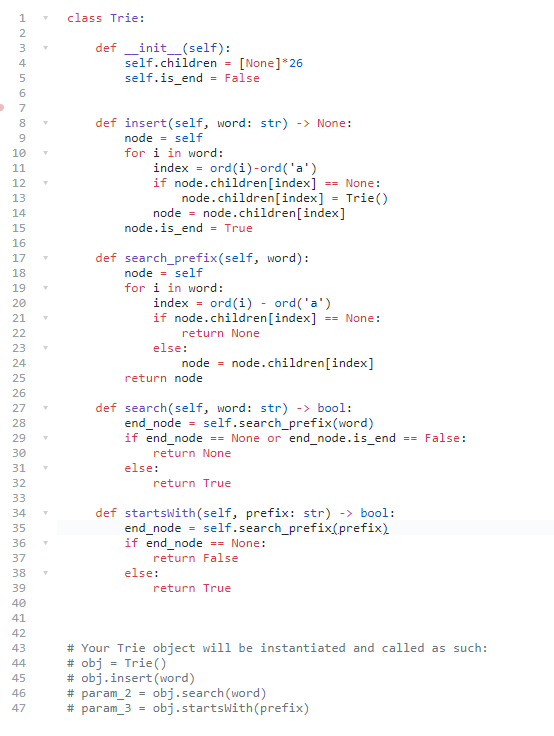 1 class Trie:
2
3     def __init__(self):
4         self.children = [None]*26
5         self.is_end = False
6
7
8     def insert(self, word: str) -> None:
9         node = self
10         for i in word:
11             index = ord(i)-ord('a')
12             if node.children[index] == None:
13                 node.children[index] = Trie()
14             node = node.children[index]
15         node.is_end = True
16
17     def search_prefix(self, word):
18         node = self
19         for i in word:
20             index = ord(i) - ord('a')
21             if node.children[index] == None:
22                 return None
23             else:
24                 node = node.children[index]
25         return node
26
27     def search(self, word: str) -> bool:
28         end_node = self.search_prefix(word)
29         if end_node == None or end_node.is_end == False:
30             return None
31         else:
32             return True
33
34     def startsWith(self, prefix: str) -> bool:
35         end_node = self.search_prefix(prefix)
36         if end_node == None:
37             return False
38         else:
39             return True
40
41
42
43 # Your Trie object will be instantiated and called as such:
44 # obj = Trie()
45 # obj.insert(word)
46 # param_2 = obj.search(word)
47 # param_3 = obj.startsWith(prefix)